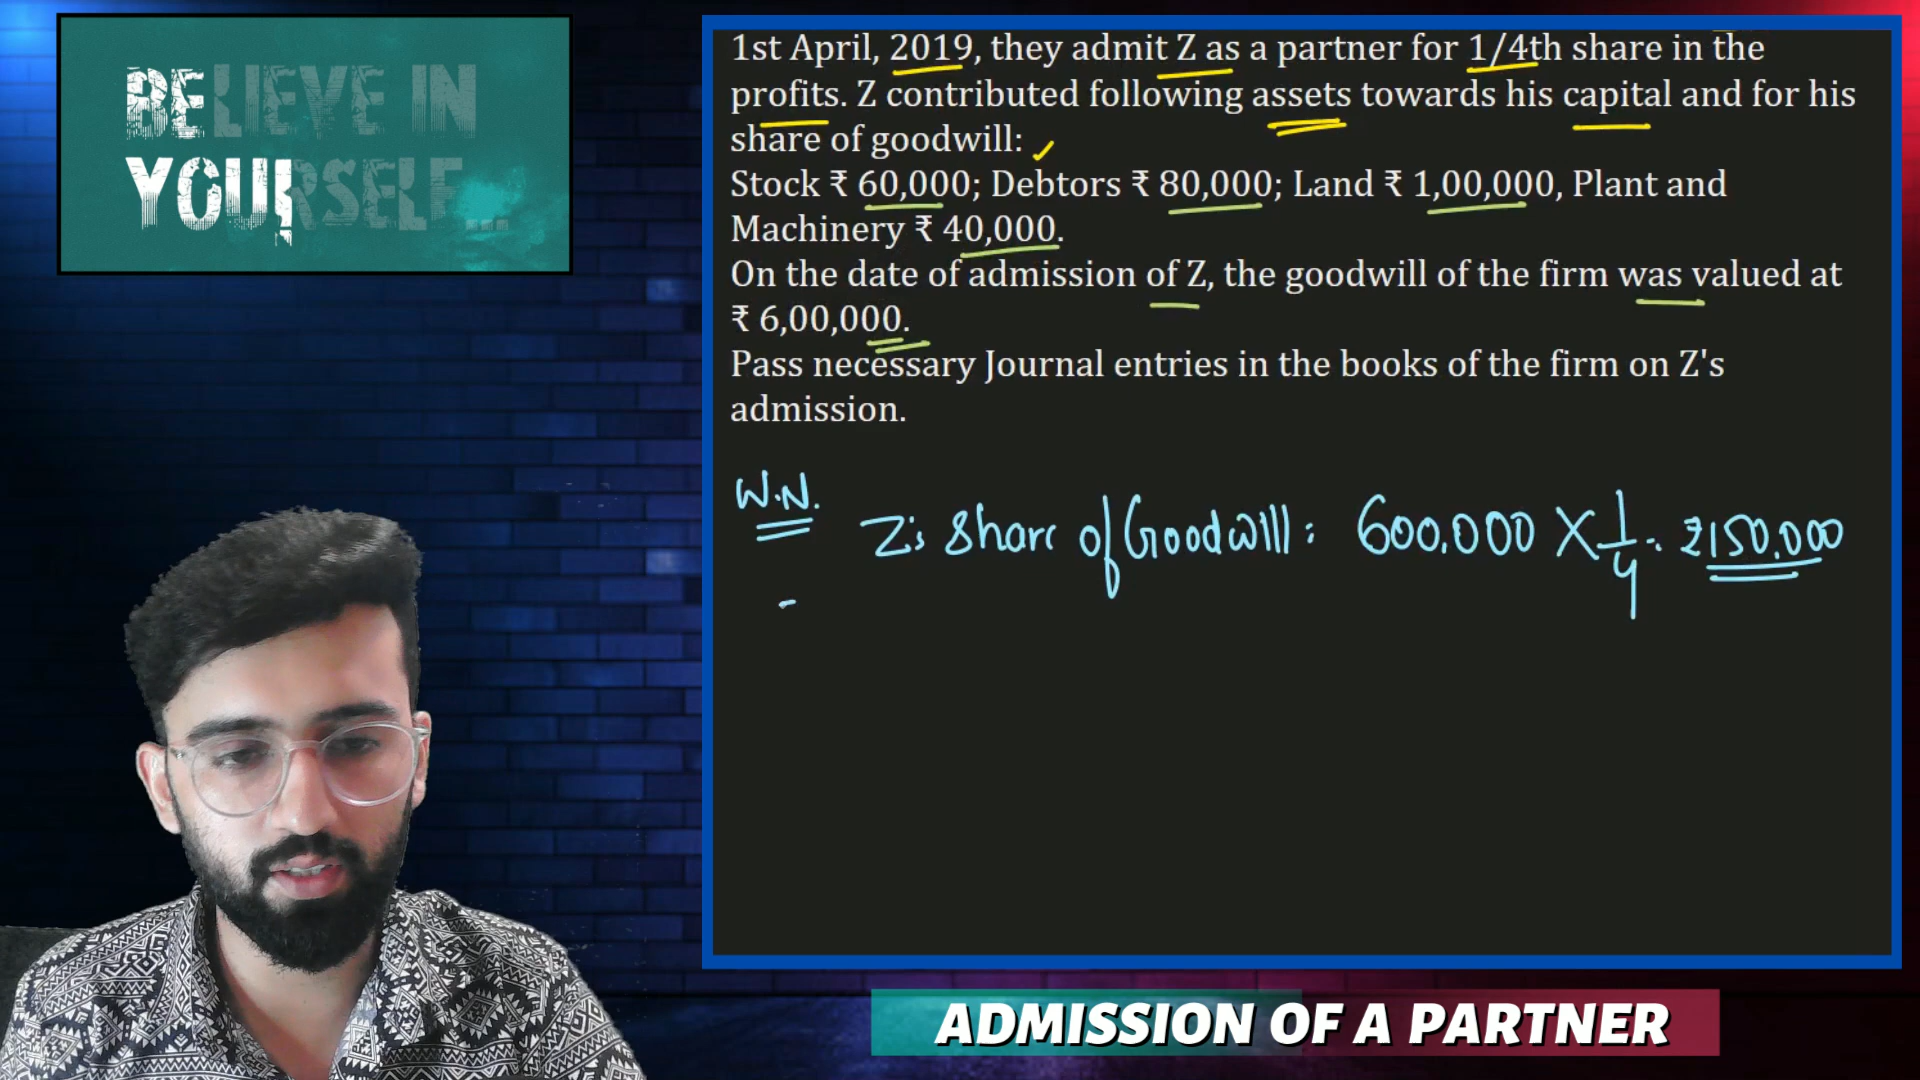 BELIEVE IN
YOURSELF...
1st April, 2019, they admit Z as a partner for 1/4th share in the
profits. Z contributed following assets towards his capital and for his
share of goodwill:
Stock ₹ 60,000; Debtors ₹ 80,000; Land ₹ 1,00,000, Plant and
Machinery ₹ 40,000.
On the date of admission of Z, the goodwill of the firm was valued at
₹ 6,00,000.
Pass necessary Journal entries in the books of the firm on Z's
admission.
W.N.
Z's Share of Goodwill: 600,000 X 1/4 = ₹150,000
ADMISSION OF A PARTNER